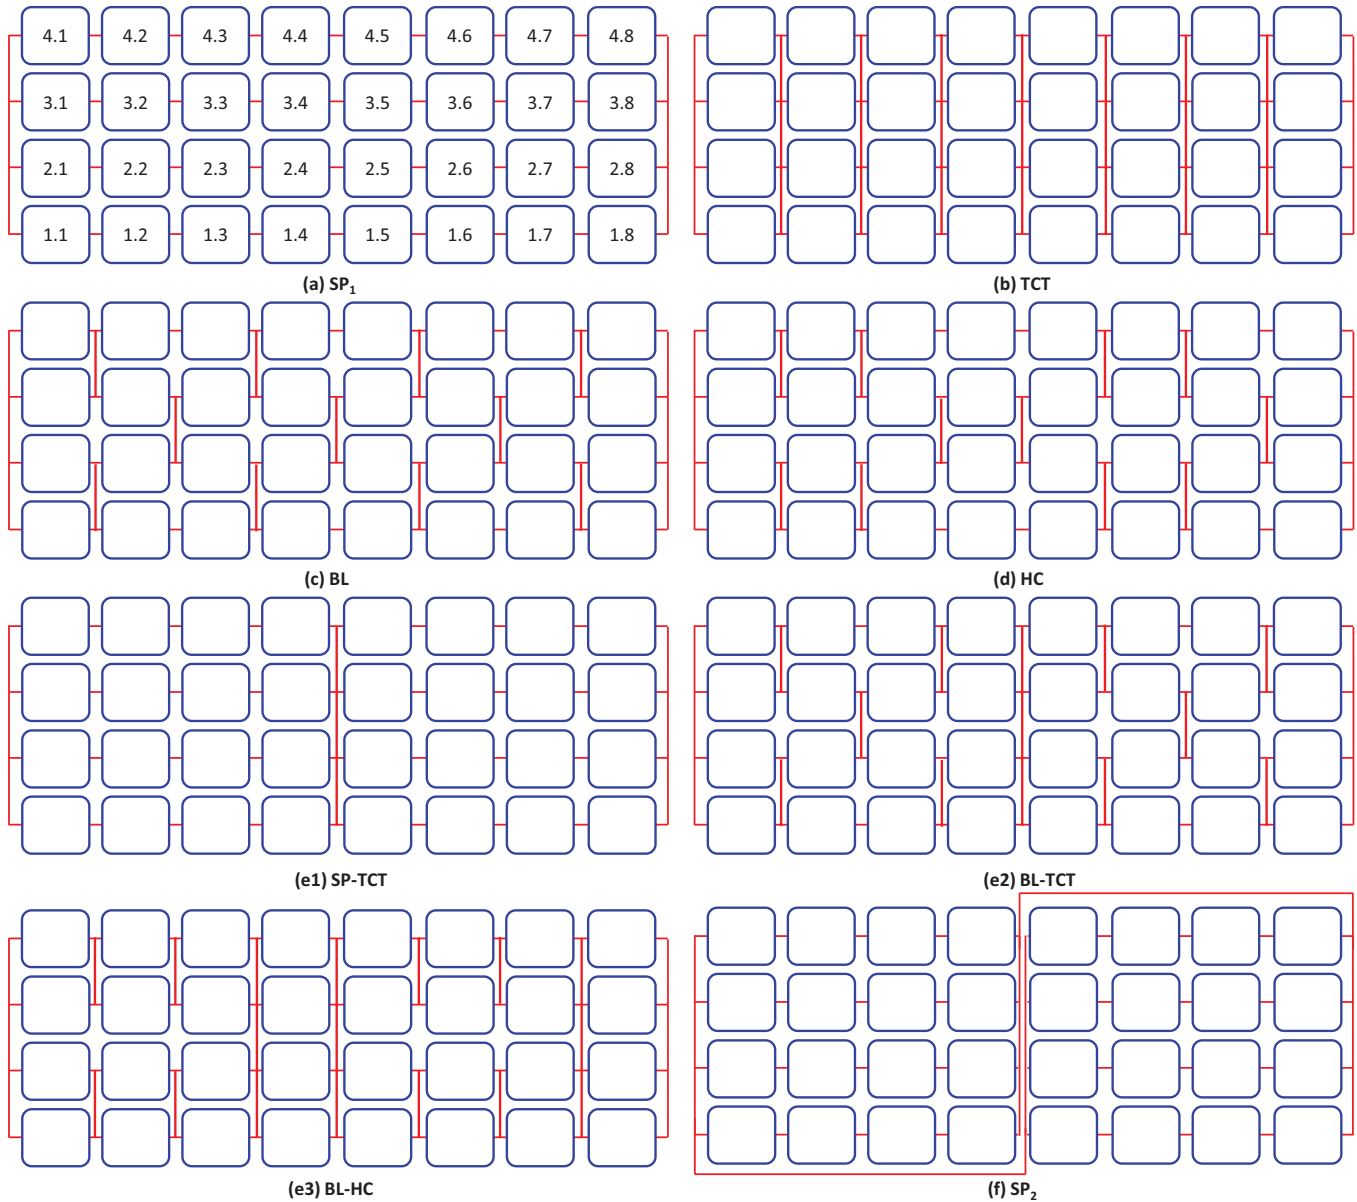 4.1 4.2 4.3 4.4 4.5 4.6 4.7 4.8
3.1 3.2 3.3 3.4 3.5 3.6 3.7 3.8
2.1 2.2 2.3 2.4 2.5 2.6 2.7 2.8
1.1 1.2 1.3 1.4 1.5 1.6 1.7 1.8
(a) SP₁
(b) TCT
(c) BL
(d) HC
(e1) SP-TCT
(e2) BL-TCT
(e3) BL-HC
(f) SP₂